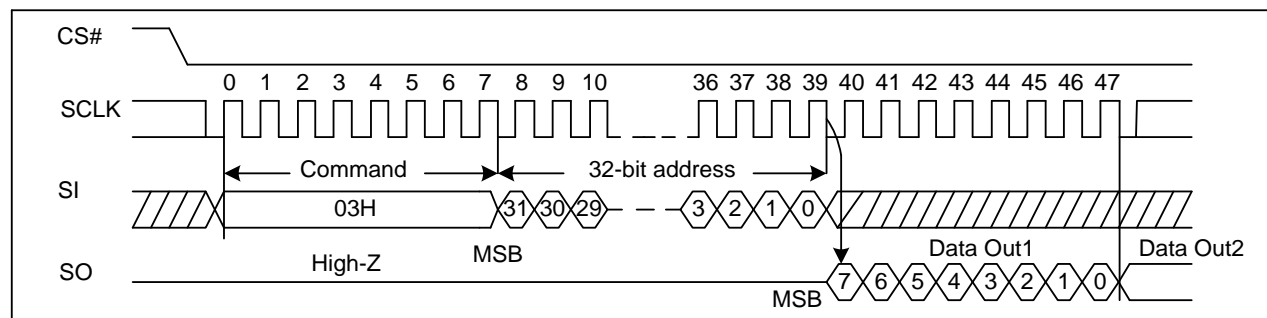 CS#
0 1 2 3 4 5 6 7 8 9 10 36 37 38 39 40 41 42 43 44 45 46 47
SCLK
Command 32-bit address
SI
03H 31 30 29 3 2 1 0
High-Z MSB Data Out1 Data Out2
SO
MSB 7 6 5 4 3 2 1 0